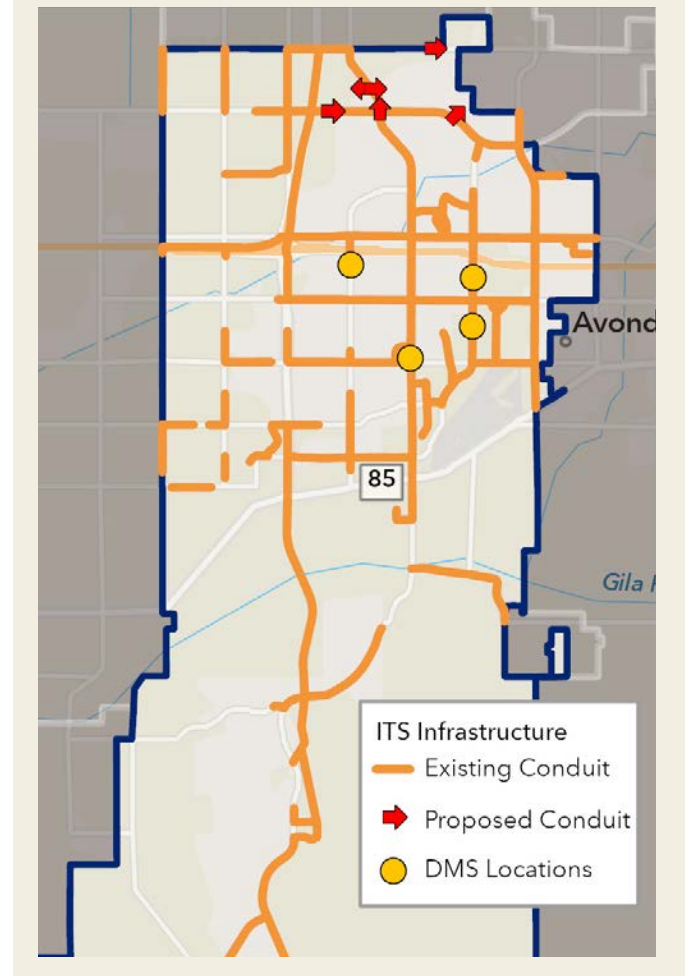 Avond
85
Gila
ITS Infrastructure
Existing Conduit
Proposed Conduit
DMS Locations